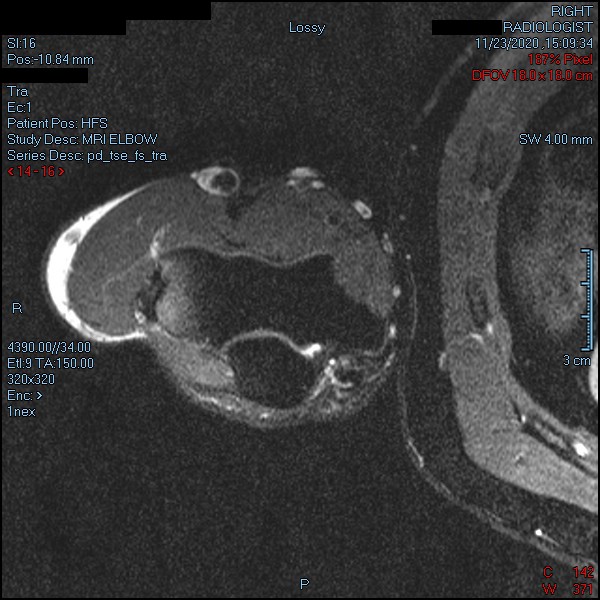 RIGHT
Lossy
RADIOLOGIST
SI:16
11/23/2020 ,15:09:34
Pos:-10.84 mm
187% Pixel
DFOV 18.0 x 18.0 cm
Tra
Ec:1
Patient Pos: HFS
Study Desc: MRI ELBOW
SW 4.00 mm
Series Desc: pd_tse_fs_tra
< 14 - 16 >
R
4390.00//34.00
Etl:9 TA:150.00
3 cm
320x320
Enc: >
1nex
P
C 142
W 371